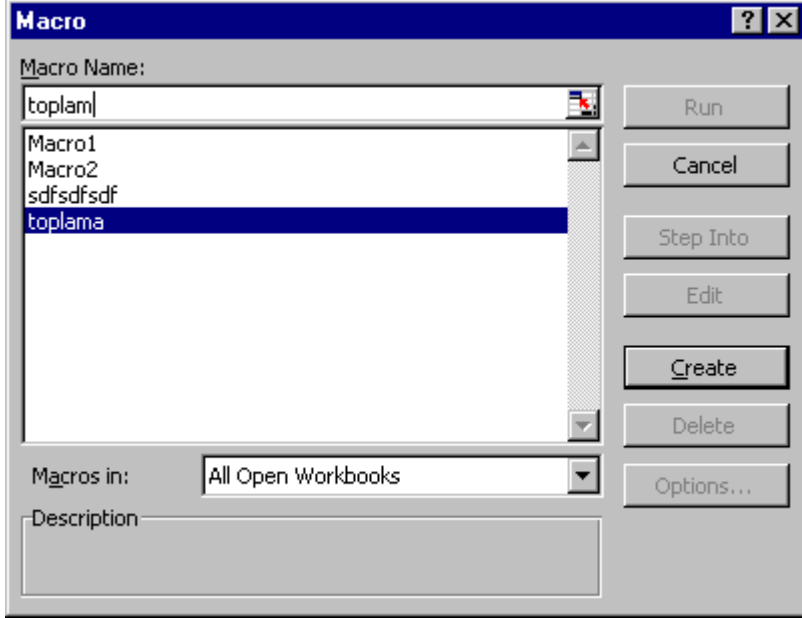 Macro
Macro Name:
toplam
Run
Macro1
Macro2
sdfsdfsdf
toplama
Cancel
Step Into
Edit
Create
Delete
Macros in:
All Open Workbooks
Options...
Description